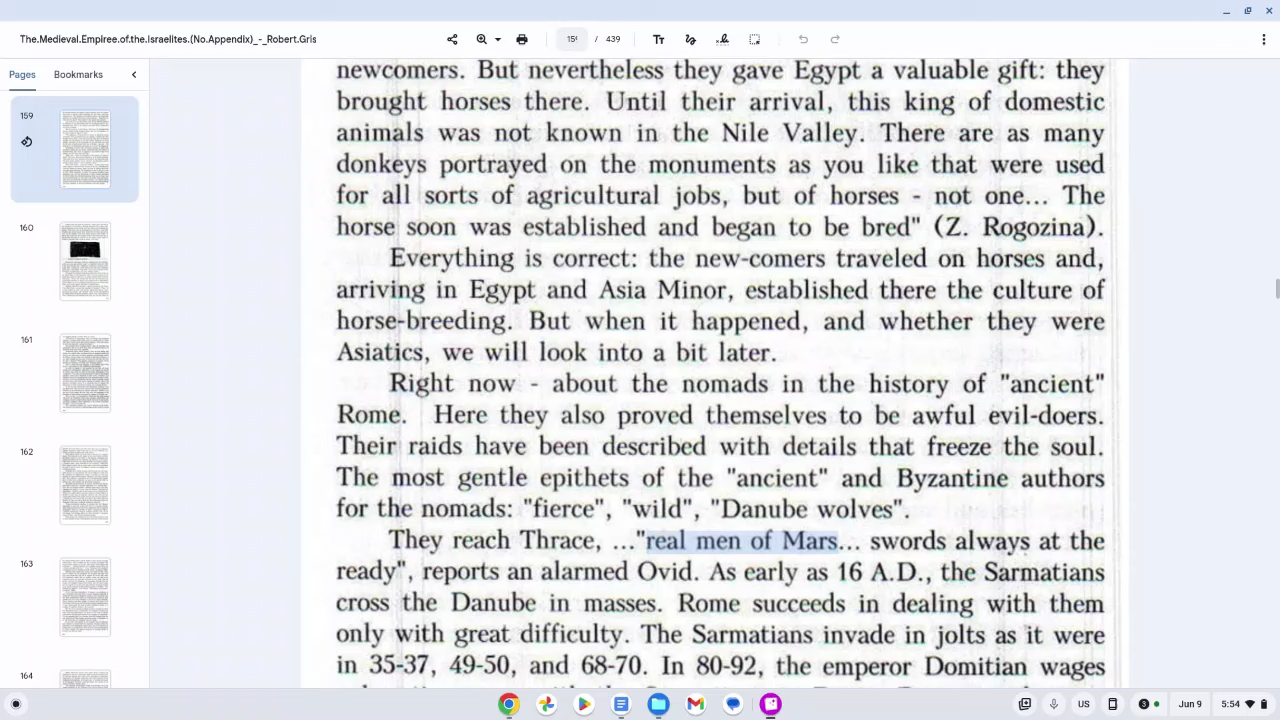 The.Medieval.Empiree.of.the.Israelites.(No.Appendix)_-_Robert.Gris
/ 439
Pages
Bookmarks
newcomers. But nevertheless they gave Egypt a valuable gift: they
brought horses there. Until their arrival, this king of domestic
animals was not known in the Nile Valley. There are as many
donkeys portrayed on the monuments as you like that were used
for all sorts of agricultural jobs, but of horses - not one... The
horse soon was established and began to be bred" (Z. Rogozina).
Everything is correct: the new-comers traveled on horses and,
arriving in Egypt and Asia Minor, established there the culture of
horse-breeding. But when it happened, and whether they were
Asiatics, we will look into a bit later.
Right now - about the nomads in the history of "ancient"
Rome. Here they also proved themselves to be awful evil-doers.
Their raids have been described with details that freeze the soul.
The most gentle epithets of the "ancient" and Byzantine authors
for the nomads: "fierce", "wild", "Danube wolves".
They reach Thrace, ..."real men of Mars... swords always at the
ready", reports an alarmed Ovid. As early as 16 A.D., the Sarmatians
cross the Danube in masses. Rome succeeds in dealing with them
only with great difficulty. The Sarmatians invade in jolts as it were
in 35-37, 49-50, and 68-70. In 80-92, the emperor Domitian wages
US
3
Jun 9
5:54